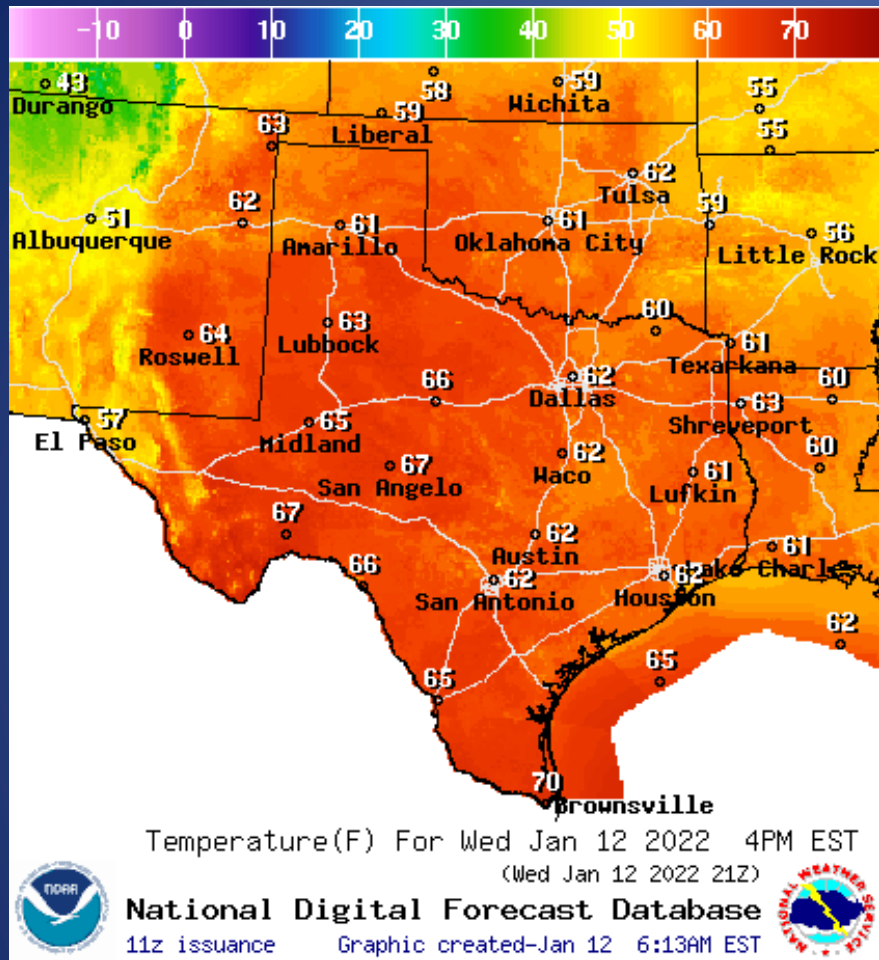 -10 0 10 20 30 40 50 60 70
43
Durango
58
59
Wichita
59
Liberal
55
55
63
62
Tulsa
51
Albuquerque
62
61
Amarillo
61
Oklahoma City
59
56
Little Rock
64
Roswell
63
Lubbock
60
61
Texarkana
66
62
Dallas
63
Shreveport
60
57
El Paso
65
Midland
67
San Angelo
62
Waco
61
Lufkin
60
67
62
Austin
61
Lake Charles
66
62
San Antonio
62
Houston
62
65
65
70
Brownsville
Temperature(F) For Wed Jan 12 2022 4PM EST
(Wed Jan 12 2022 21Z)
NOAA
National Digital Forecast Database
NATIONAL WEATHER SERVICE
11z issuance Graphic created-Jan 12 6:13AM EST